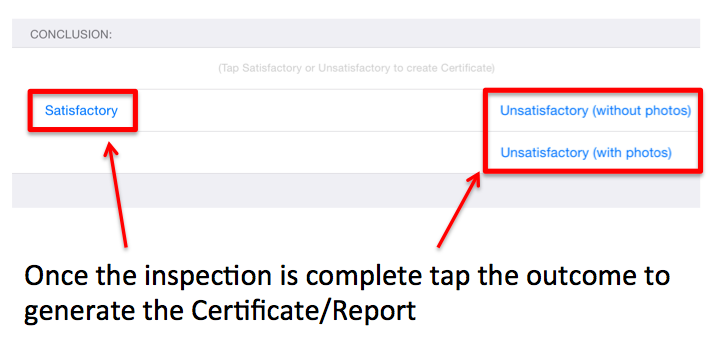 CONCLUSION:
(Tap Satisfactory or Unsatisfactory to create Certificate)
Satisfactory
Unsatisfactory (without photos)
Unsatisfactory (with photos)
Once the inspection is complete tap the outcome to
generate the Certificate/Report